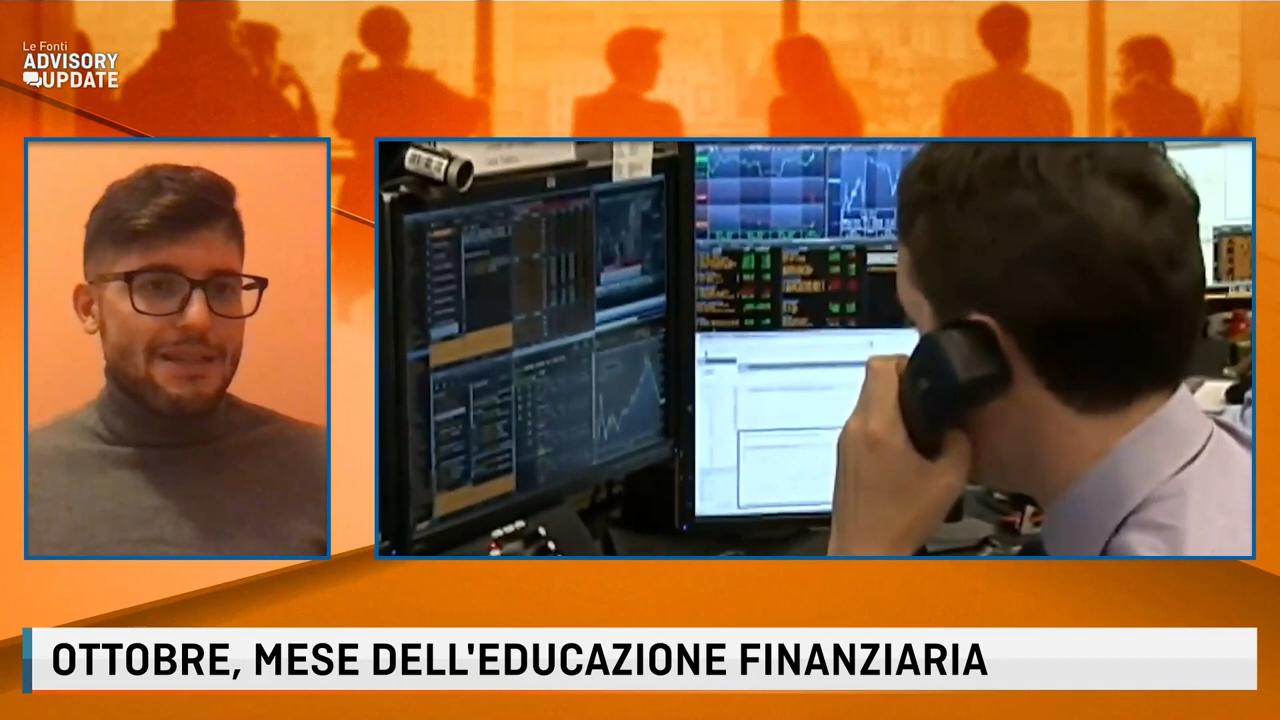 Le Fonti
ADVISORY
UPDATE
OTTOBRE, MESE DELL'EDUCAZIONE FINANZIARIA